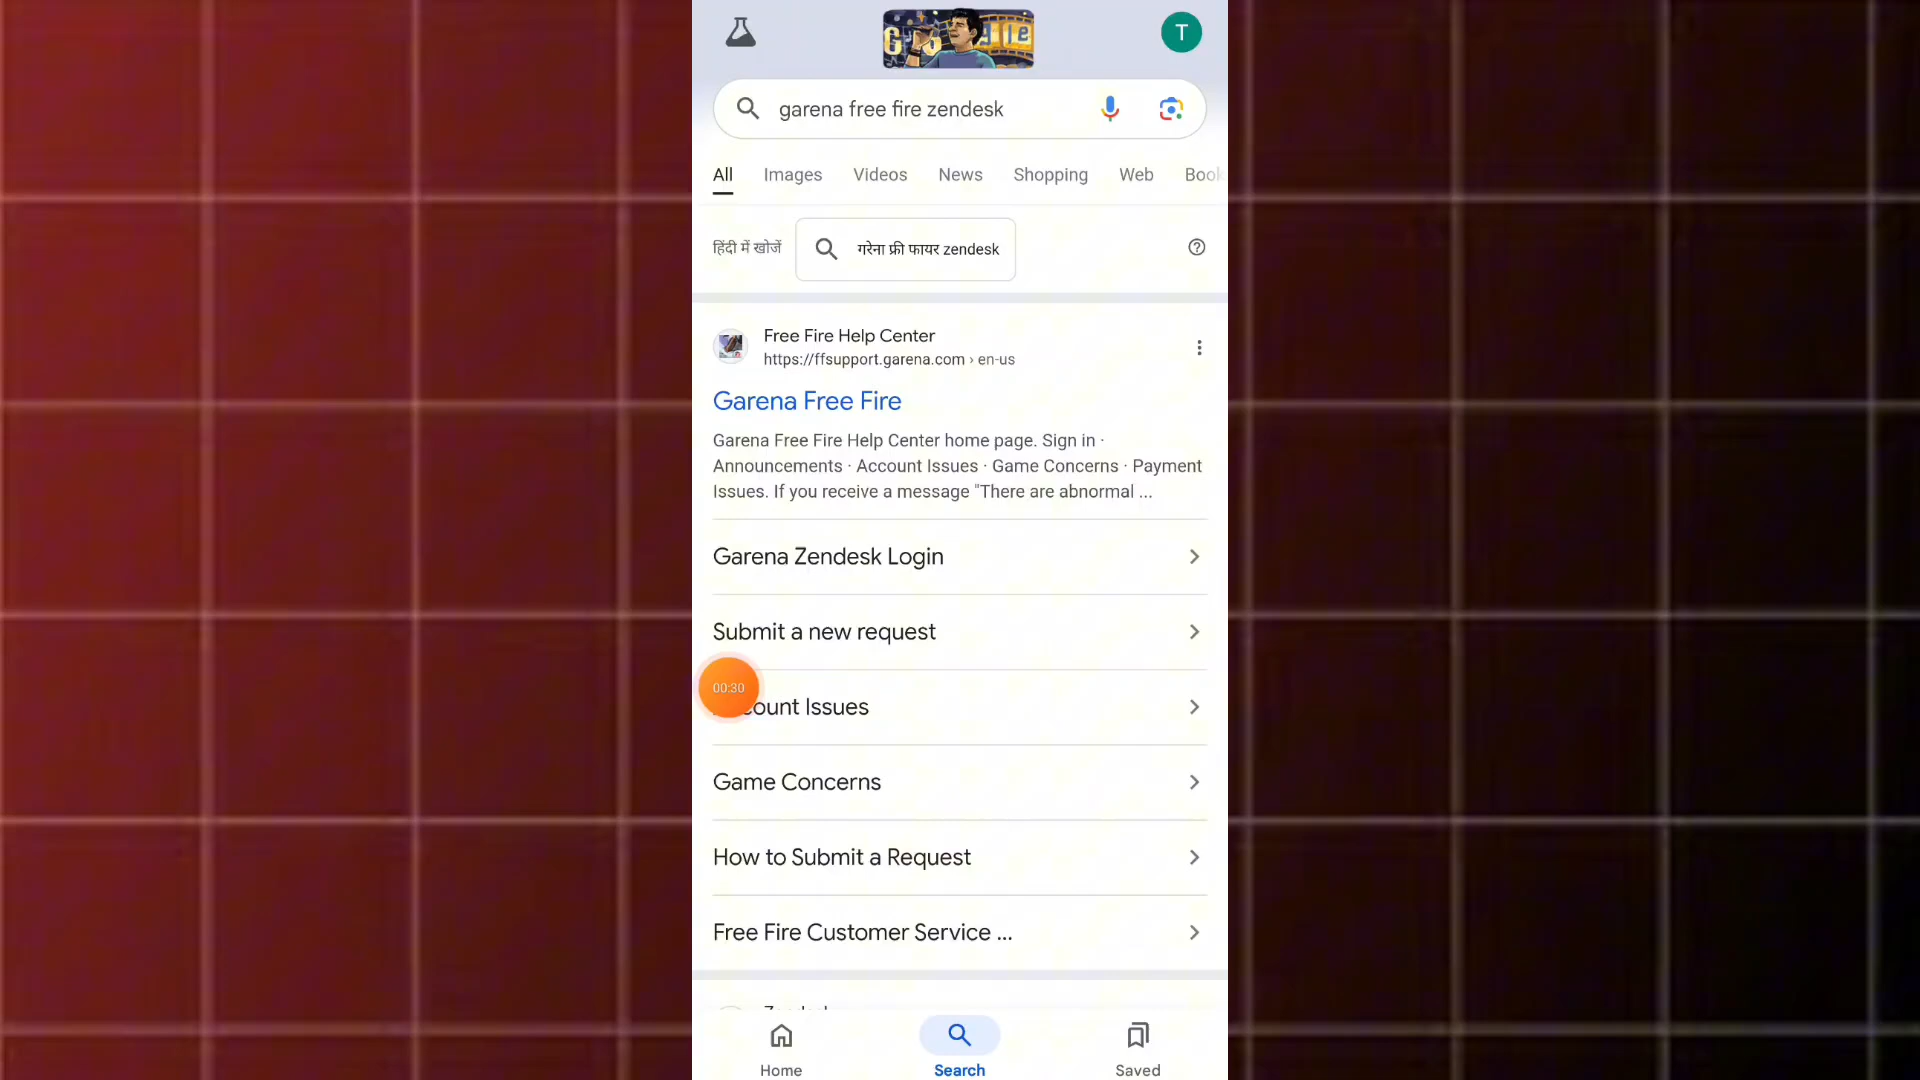 T
garena free fire zendesk
All Images Videos News Shopping Web
हिंदी में खोजें
गरेना फ्री फायर zendesk
Free Fire Help Center
https://ffsupport.garena.com › en-us
Garena Free Fire
Garena Free Fire Help Center home page. Sign in ·
Announcements · Account Issues · Game Concerns · Payment
Issues. If you receive a message "There are abnormal ...
Garena Zendesk Login
Submit a new request
00:30
ount Issues
Game Concerns
How to Submit a Request
Free Fire Customer Service ...
Home Search Saved